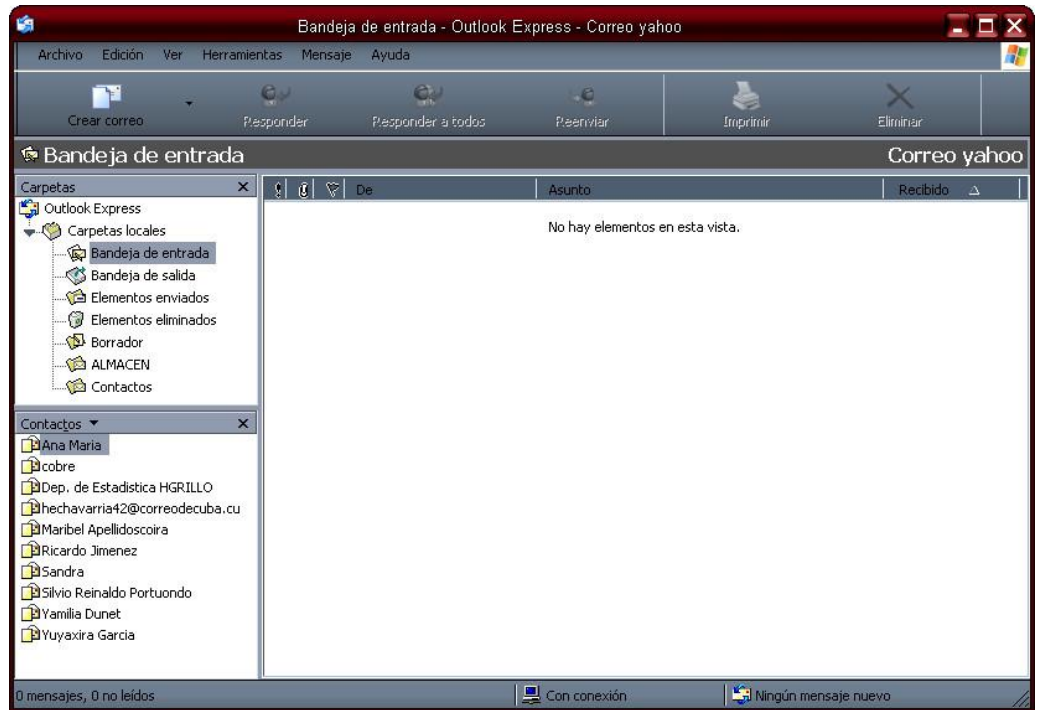 Bandeja de entrada - Outlook Express - Correo yahoo
Archivo Edición Ver Herramientas Mensaje Ayuda
Crear correo Responder Responder a todos Reenviar Imprimir Eliminar
Bandeja de entrada Correo yahoo
Carpetas
De Asunto Recibido
Outlook Express
No hay elementos en esta vista.
Carpetas locales
Bandeja de entrada
Bandeja de salida
Elementos enviados
Elementos eliminados
Borrador
ALMACEN
Contactos
Contactos
Ana Maria
cobre
Dep. de Estadistica HGRILLO
hechavarria42@correodecuba.cu
Maribel Apellidoscoira
Ricardo Jimenez
Sandra
Silvio Reinaldo Portuondo
Yamilia Dunet
Yuyaxira Garcia
0 mensajes, 0 no leídos Con conexión Ningún mensaje nuevo